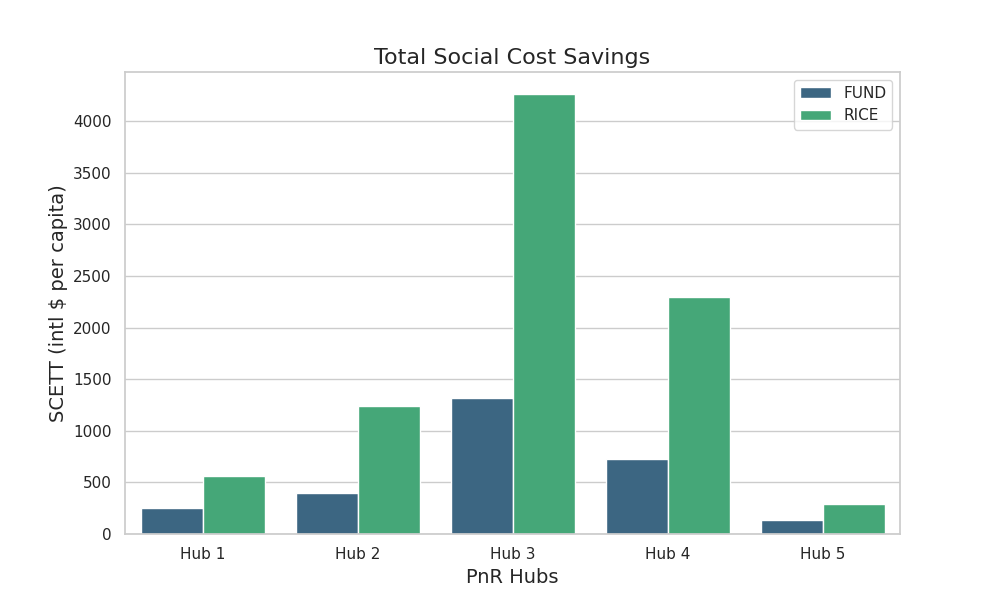 Total Social Cost Savings
FUND
RICE
SCETT (intl $ per capita)
4000
3500
3000
2500
2000
1500
1000
500
0
Hub 1
Hub 2
Hub 3
Hub 4
Hub 5
PnR Hubs